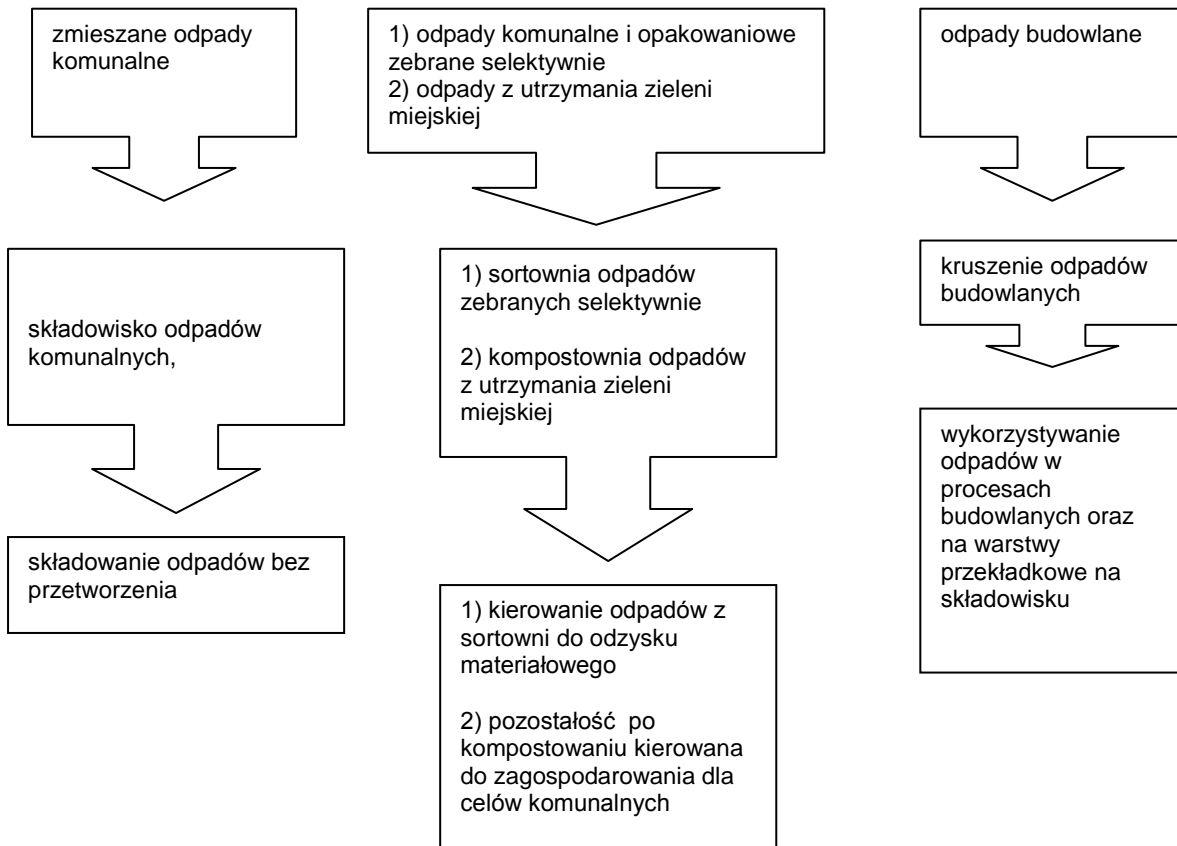 zmieszane odpady
komunalne
składowisko odpadów
komunalnych,
składowanie odpadów bez
przetworzenia
1) odpady komunalne i opakowaniowe
zebrane selektywnie
2) odpady z utrzymania zieleni
miejskiej
1) sortownia odpadów
zebranych selektywnie
2) kompostownia odpadów
z utrzymania zieleni
miejskiej
1) kierowanie odpadów z
sortowni do odzysku
materiałowego
2) pozostałość po
kompostowaniu kierowana
do zagospodarowania dla
celów komunalnych
odpady budowlane
kruszenie odpadów
budowlanych
wykorzystywanie
odpadów w
procesach
budowlanych oraz
na warstwy
przekładkowe na
składowisku